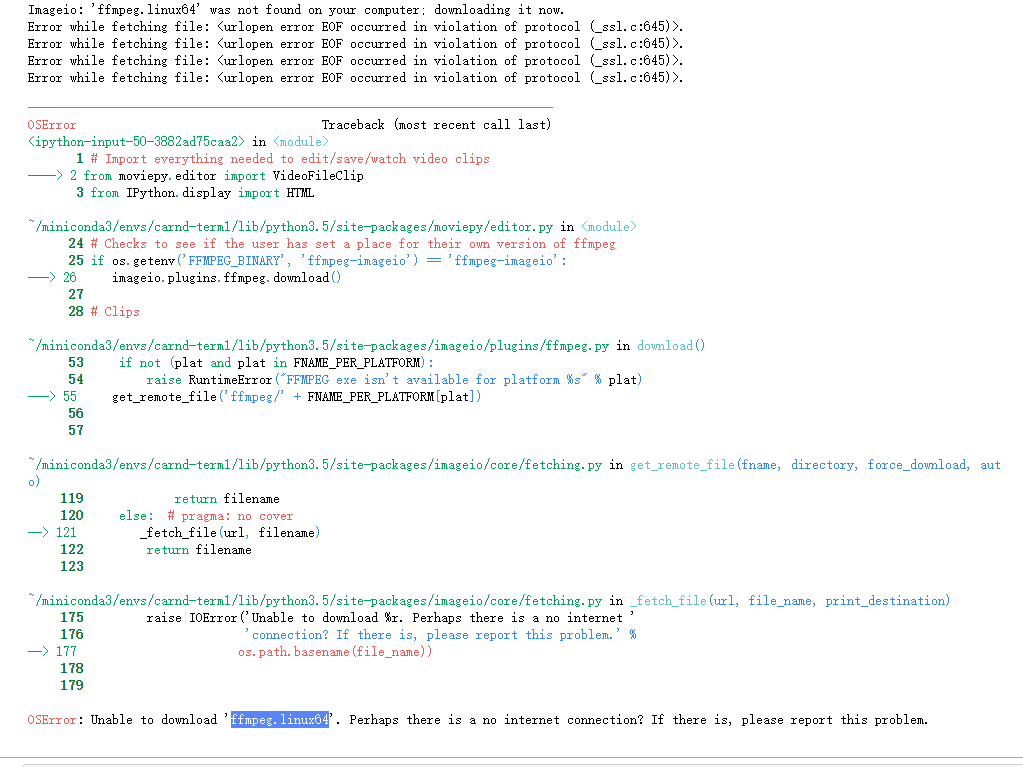 Imageio: 'ffmpeg.linux64' was not found on your computer; downloading it now.
Error while fetching file: <urlopen error EOF occurred in violation of protocol (_ssl.c:645)>.
Error while fetching file: <urlopen error EOF occurred in violation of protocol (_ssl.c:645)>.
Error while fetching file: <urlopen error EOF occurred in violation of protocol (_ssl.c:645)>.
Error while fetching file: <urlopen error EOF occurred in violation of protocol (_ssl.c:645)>.
OSError Traceback (most recent call last)
<ipython-input-50-3882ad75caa2> in <module>
1 # Import everything needed to edit/save/watch video clips
----> 2 from moviepy.editor import VideoFileClip
3 from IPython.display import HTML
~/miniconda3/envs/carnd-term1/lib/python3.5/site-packages/moviepy/editor.py in <module>
24 # Checks to see if the user has set a place for their own version of ffmpeg
25 if os.getenv('FFMPEG_BINARY', 'ffmpeg-imageio') == 'ffmpeg-imageio':
---> 26 imageio.plugins.ffmpeg.download()
27
28 # Clips
~/miniconda3/envs/carnd-term1/lib/python3.5/site-packages/imageio/plugins/ffmpeg.py in download()
53 if not (plat and plat in FNAME_PER_PLATFORM):
54 raise RuntimeError("FFMPEG exe isn't available for platform %s" % plat)
---> 55 get_remote_file('ffmpeg/' + FNAME_PER_PLATFORM[plat])
56
57
~/miniconda3/envs/carnd-term1/lib/python3.5/site-packages/imageio/core/fetching.py in get_remote_file(fname, directory, force_download, aut
o)
119 return filename
120 else: # pragma: no cover
--> 121 _fetch_file(url, filename)
122 return filename
123
~/miniconda3/envs/carnd-term1/lib/python3.5/site-packages/imageio/core/fetching.py in _fetch_file(url, file_name, print_destination)
175 raise IOError('Unable to download %r. Perhaps there is a no internet '
176 'connection? If there is, please report this problem.' %
--> 177 os.path.basename(file_name))
178
179
OSError: Unable to download 'ffmpeg.linux64'. Perhaps there is a no internet connection? If there is, please report this problem.